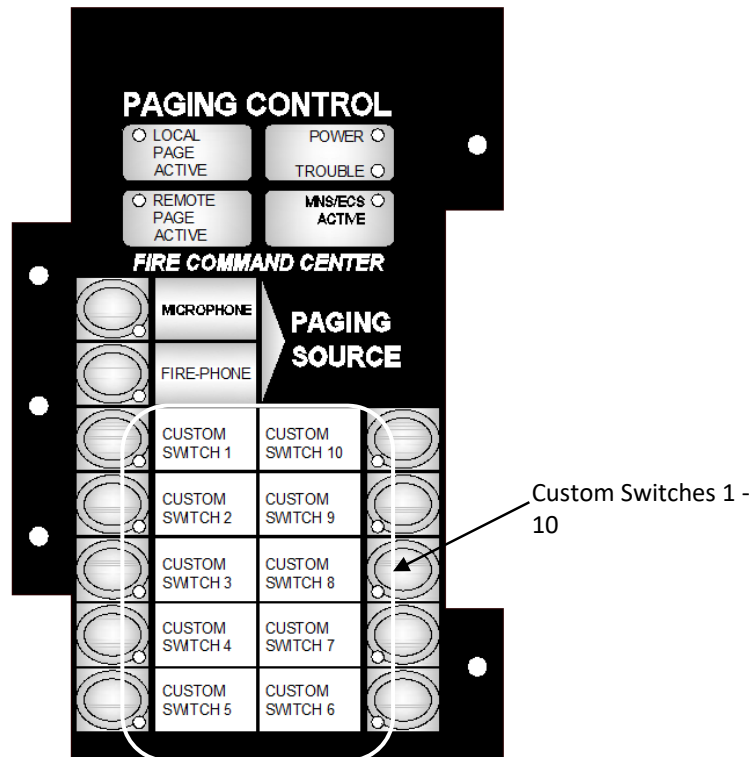 PAGING CONTROL
LOCAL
PAGE
ACTIVE
POWER
TROUBLE
REMOTE
PAGE
ACTIVE
MNS/ECS
ACTIVE
FIRE COMMAND CENTER
MICROPHONE
FIRE-PHONE
PAGING
SOURCE
CUSTOM
SWITCH 1
CUSTOM
SWITCH 10
CUSTOM
SWITCH 2
CUSTOM
SWITCH 9
CUSTOM
SWITCH 3
CUSTOM
SWITCH 8
CUSTOM
SWITCH 4
CUSTOM
SWITCH 7
CUSTOM
SWITCH 5
CUSTOM
SWITCH 6
Custom Switches 1 -
10